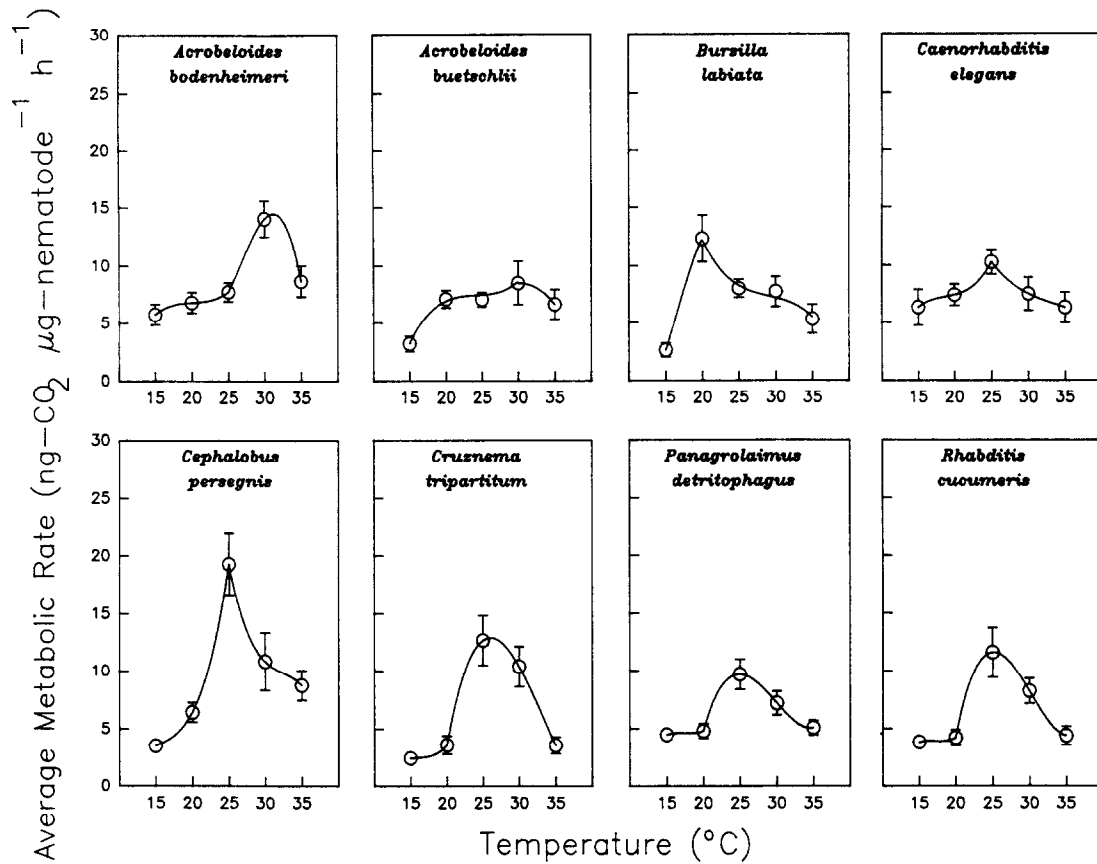 Average Metabolic Rate (ng-CO2 μg-nematode-1 h-1)
Acrobeloides
bodenheimeri
Acrobeloides
buetschlii
Bursilla
labiata
Caenorhabditis
elegans
30
25
20
15
10
5
0
15 20 25 30 35
15 20 25 30 35
15 20 25 30 35
15 20 25 30 35
Cephalobus
persegnis
Cruznema
tripartitum
Panagrolaimus
detritophagus
Rhabditis
cucumeris
30
25
20
15
10
5
0
15 20 25 30 35
15 20 25 30 35
15 20 25 30 35
15 20 25 30 35
Temperature (°C)